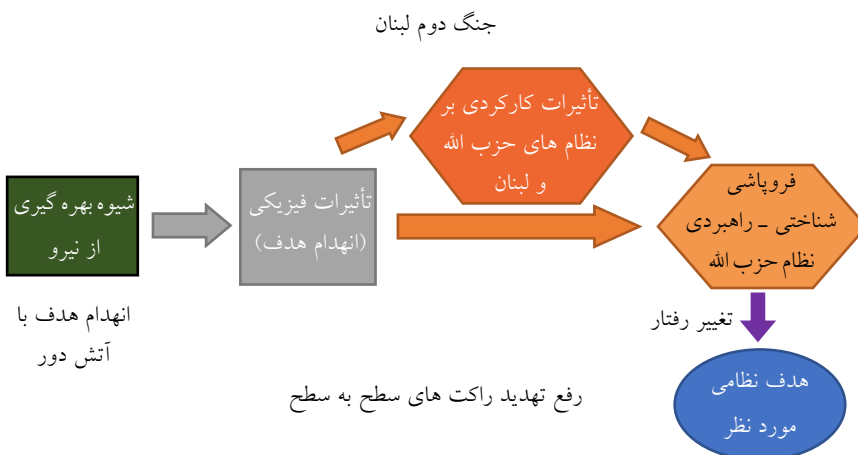 جنگ دوم لبنان
تأثیرات کارکردی بر
نظام های حزب الله
و لبنان
شیوه بهره گیری
از نیرو
تأثیرات فیزیکی
(انهدام هدف)
فروپاشی
شناختی – راهبردی
نظام حزب الله
انهدام هدف با
آتش دور
تغییر رفتار
رفع تهدید راکت های سطح به سطح
هدف نظامی
مورد نظر